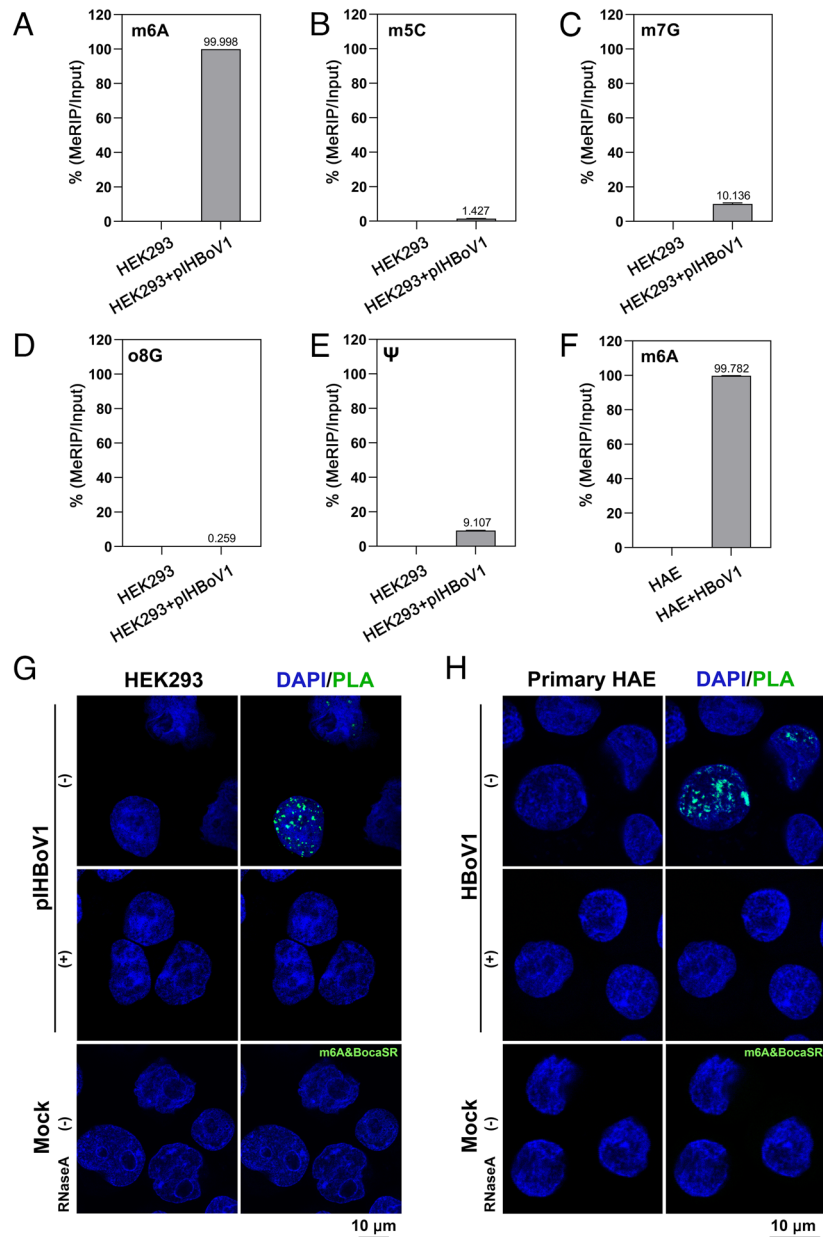 A
m6A
% (MeRIP/Input)
120
100
80
60
40
20
0
99.998
HEK293
HEK293+pIHBoV1
B
m5C
% (MeRIP/Input)
120
100
80
60
40
20
0
1.427
HEK293
HEK293+pIHBoV1
C
m7G
% (MeRIP/Input)
120
100
80
60
40
20
0
10.136
HEK293
HEK293+pIHBoV1
D
o8G
% (MeRIP/Input)
120
100
80
60
40
20
0
0.259
HEK293
HEK293+pIHBoV1
E
Ψ
% (MeRIP/Input)
120
100
80
60
40
20
0
9.107
HEK293
HEK293+pIHBoV1
F
m6A
% (MeRIP/Input)
120
100
80
60
40
20
0
99.782
HAE
HAE+HBoV1
G
HEK293
DAPI/PLA
pIHBoV1
(-)
(+)
Mock
RNaseA (-)
m6A&BocaSR
10 µm
H
Primary HAE
DAPI/PLA
HBoV1
(-)
(+)
Mock
RNaseA (-)
m6A&BocaSR
10 µm